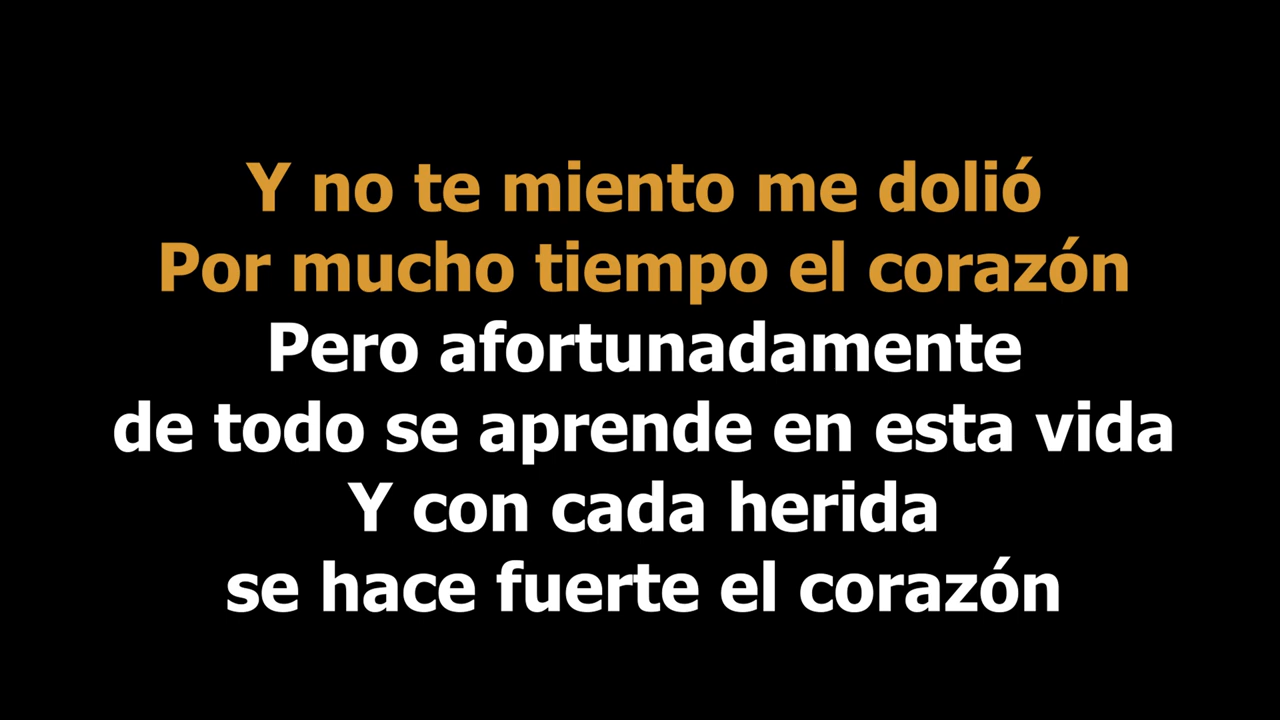 Y no te miento me dolió
Por mucho tiempo el corazón
Pero afortunadamente
de todo se aprende en esta vida
Y con cada herida
se hace fuerte el corazón